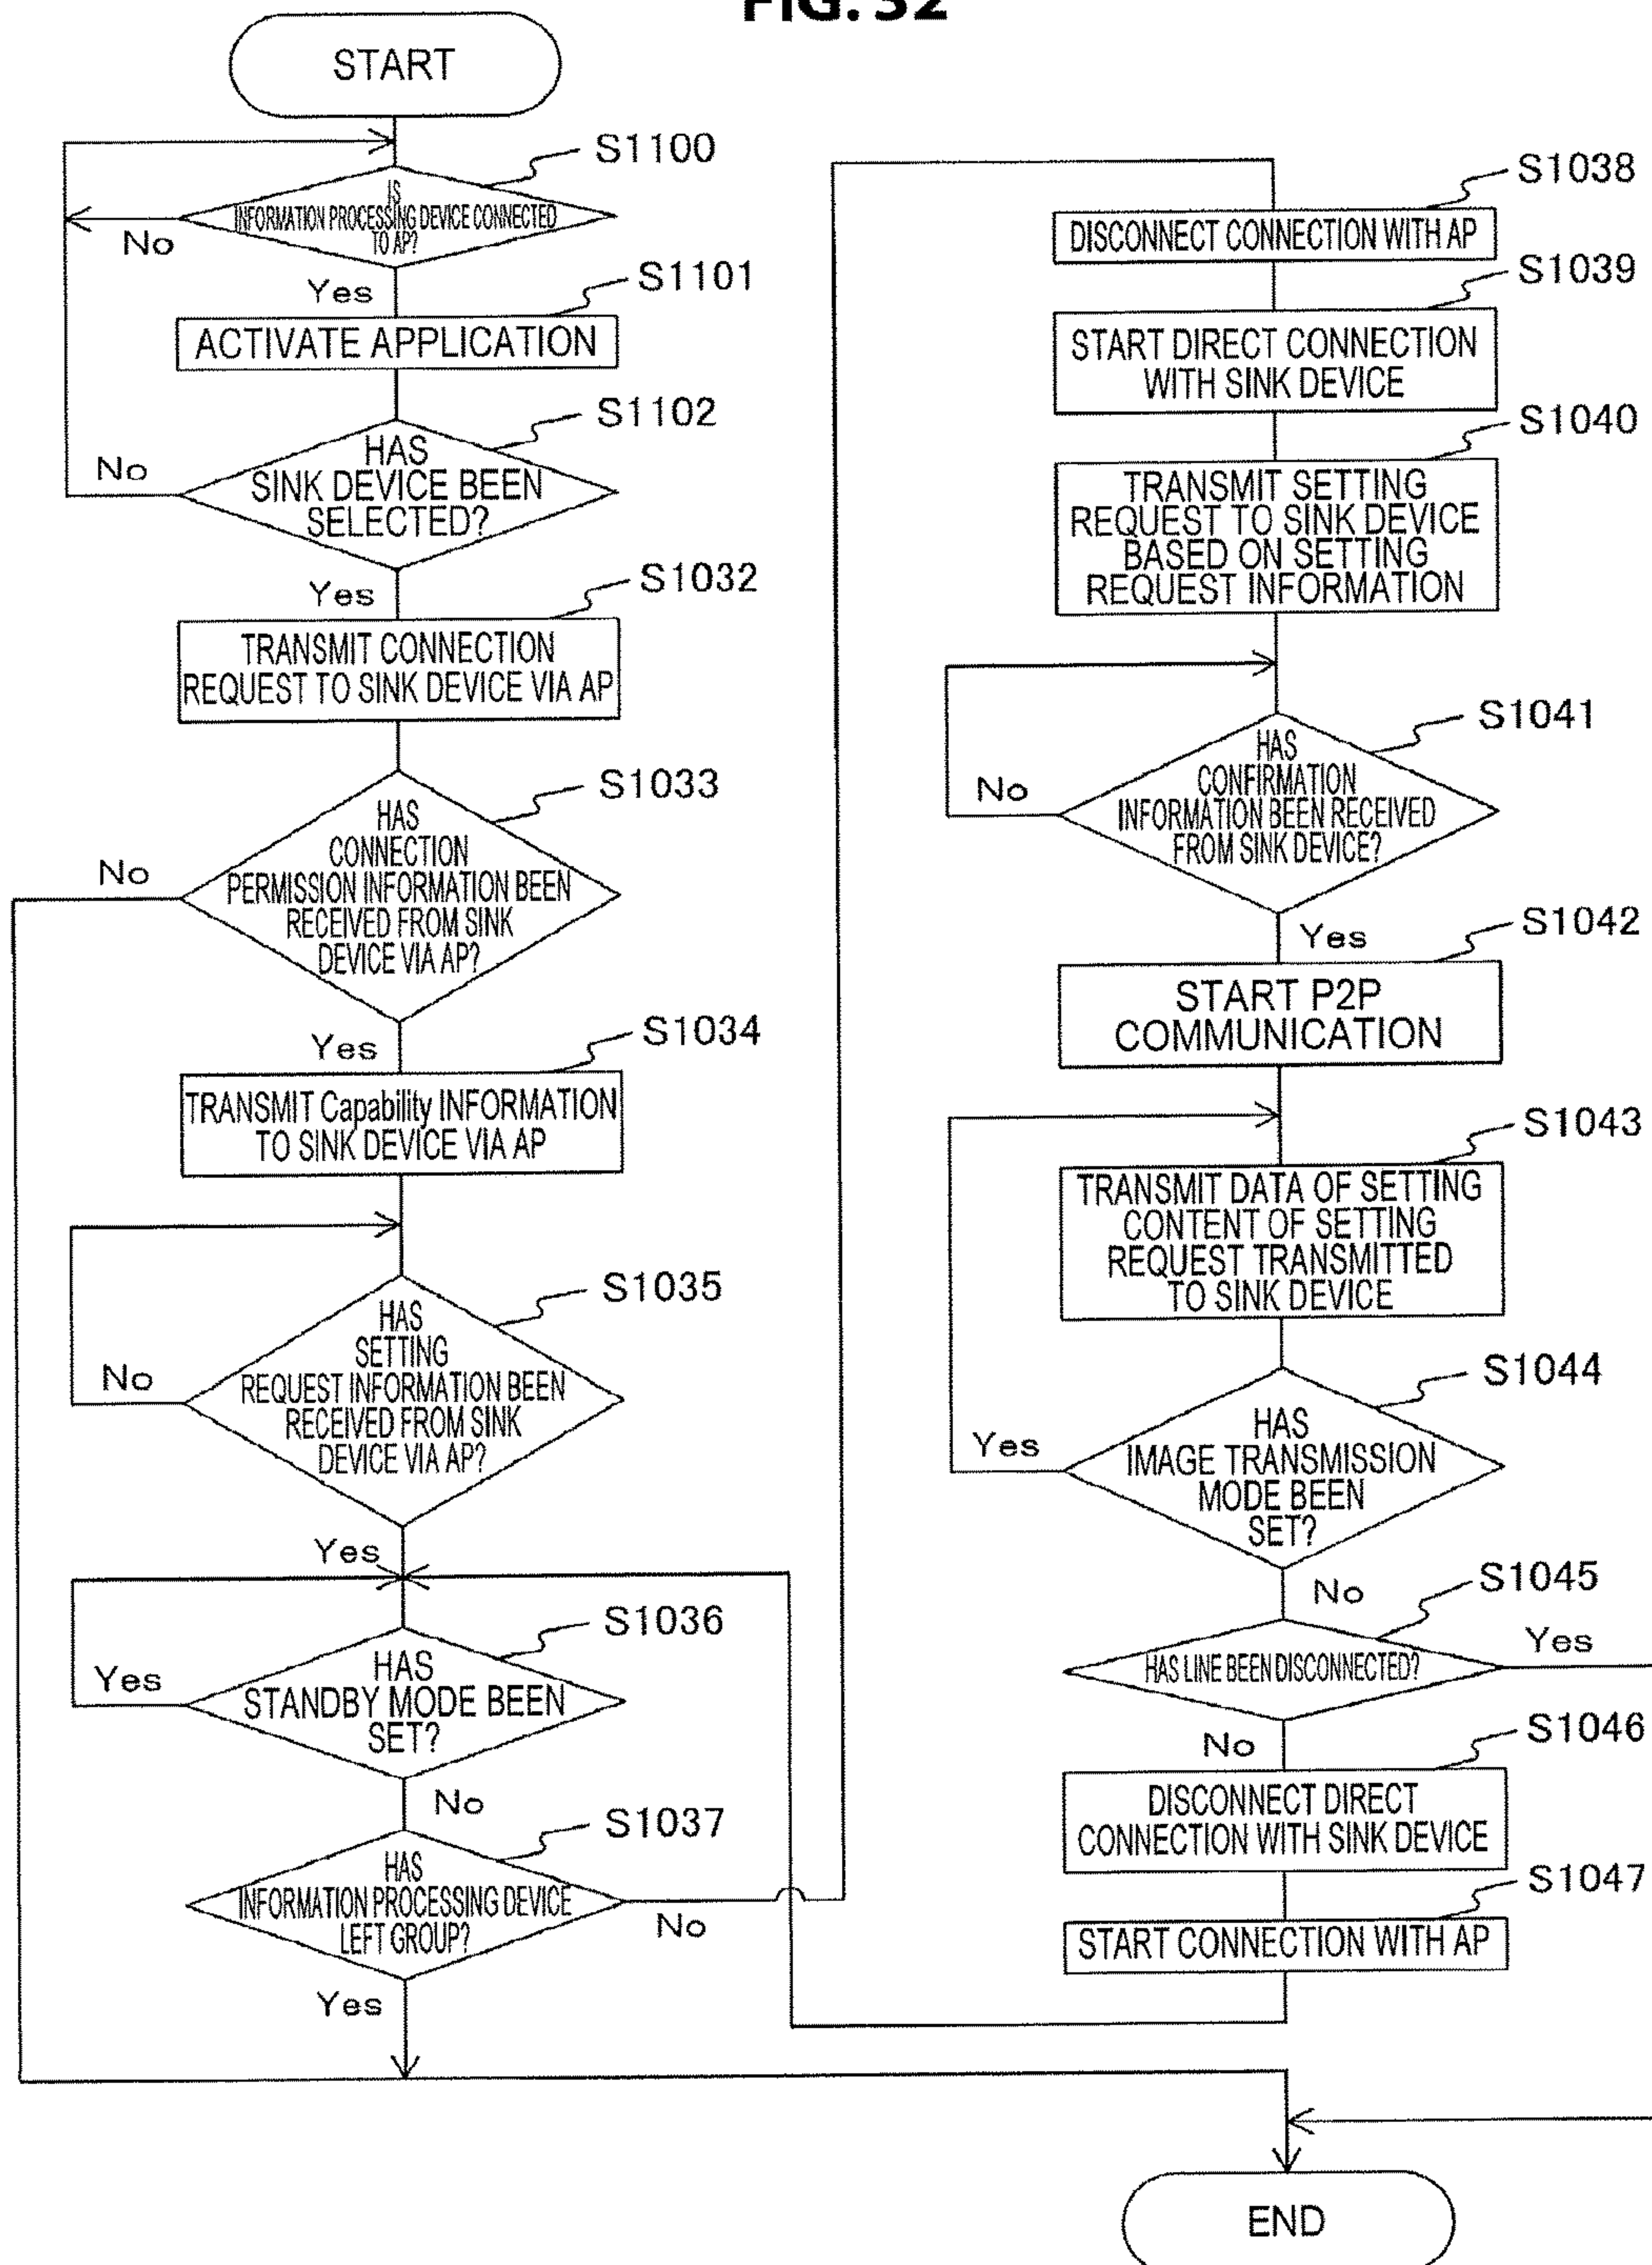 FIG. 32
START
S1100
IS
INFORMATION PROCESSING DEVICE CONNECTED
TO AP?
No
Yes
S1101
ACTIVATE APPLICATION
S1102
HAS
SINK DEVICE BEEN
SELECTED?
No
Yes
S1032
TRANSMIT CONNECTION
REQUEST TO SINK DEVICE VIA AP
S1033
HAS
CONNECTION
PERMISSION INFORMATION BEEN
RECEIVED FROM SINK
DEVICE VIA AP?
No
Yes
S1034
TRANSMIT Capability INFORMATION
TO SINK DEVICE VIA AP
S1035
HAS
SETTING
REQUEST INFORMATION BEEN
RECEIVED FROM SINK
DEVICE VIA AP?
No
Yes
S1036
HAS
STANDBY MODE BEEN
SET?
Yes
No
S1037
HAS
INFORMATION PROCESSING DEVICE
LEFT GROUP?
No
Yes
S1038
DISCONNECT CONNECTION WITH AP
S1039
START DIRECT CONNECTION
WITH SINK DEVICE
S1040
TRANSMIT SETTING
REQUEST TO SINK DEVICE
BASED ON SETTING
REQUEST INFORMATION
S1041
HAS
CONFIRMATION
INFORMATION BEEN RECEIVED
FROM SINK DEVICE?
No
Yes
S1042
START P2P
COMMUNICATION
S1043
TRANSMIT DATA OF SETTING
CONTENT OF SETTING
REQUEST TRANSMITTED
TO SINK DEVICE
S1044
HAS
IMAGE TRANSMISSION
MODE BEEN
SET?
Yes
No
S1045
HAS LINE BEEN DISCONNECTED?
Yes
No
S1046
DISCONNECT DIRECT
CONNECTION WITH SINK DEVICE
S1047
START CONNECTION WITH AP
END